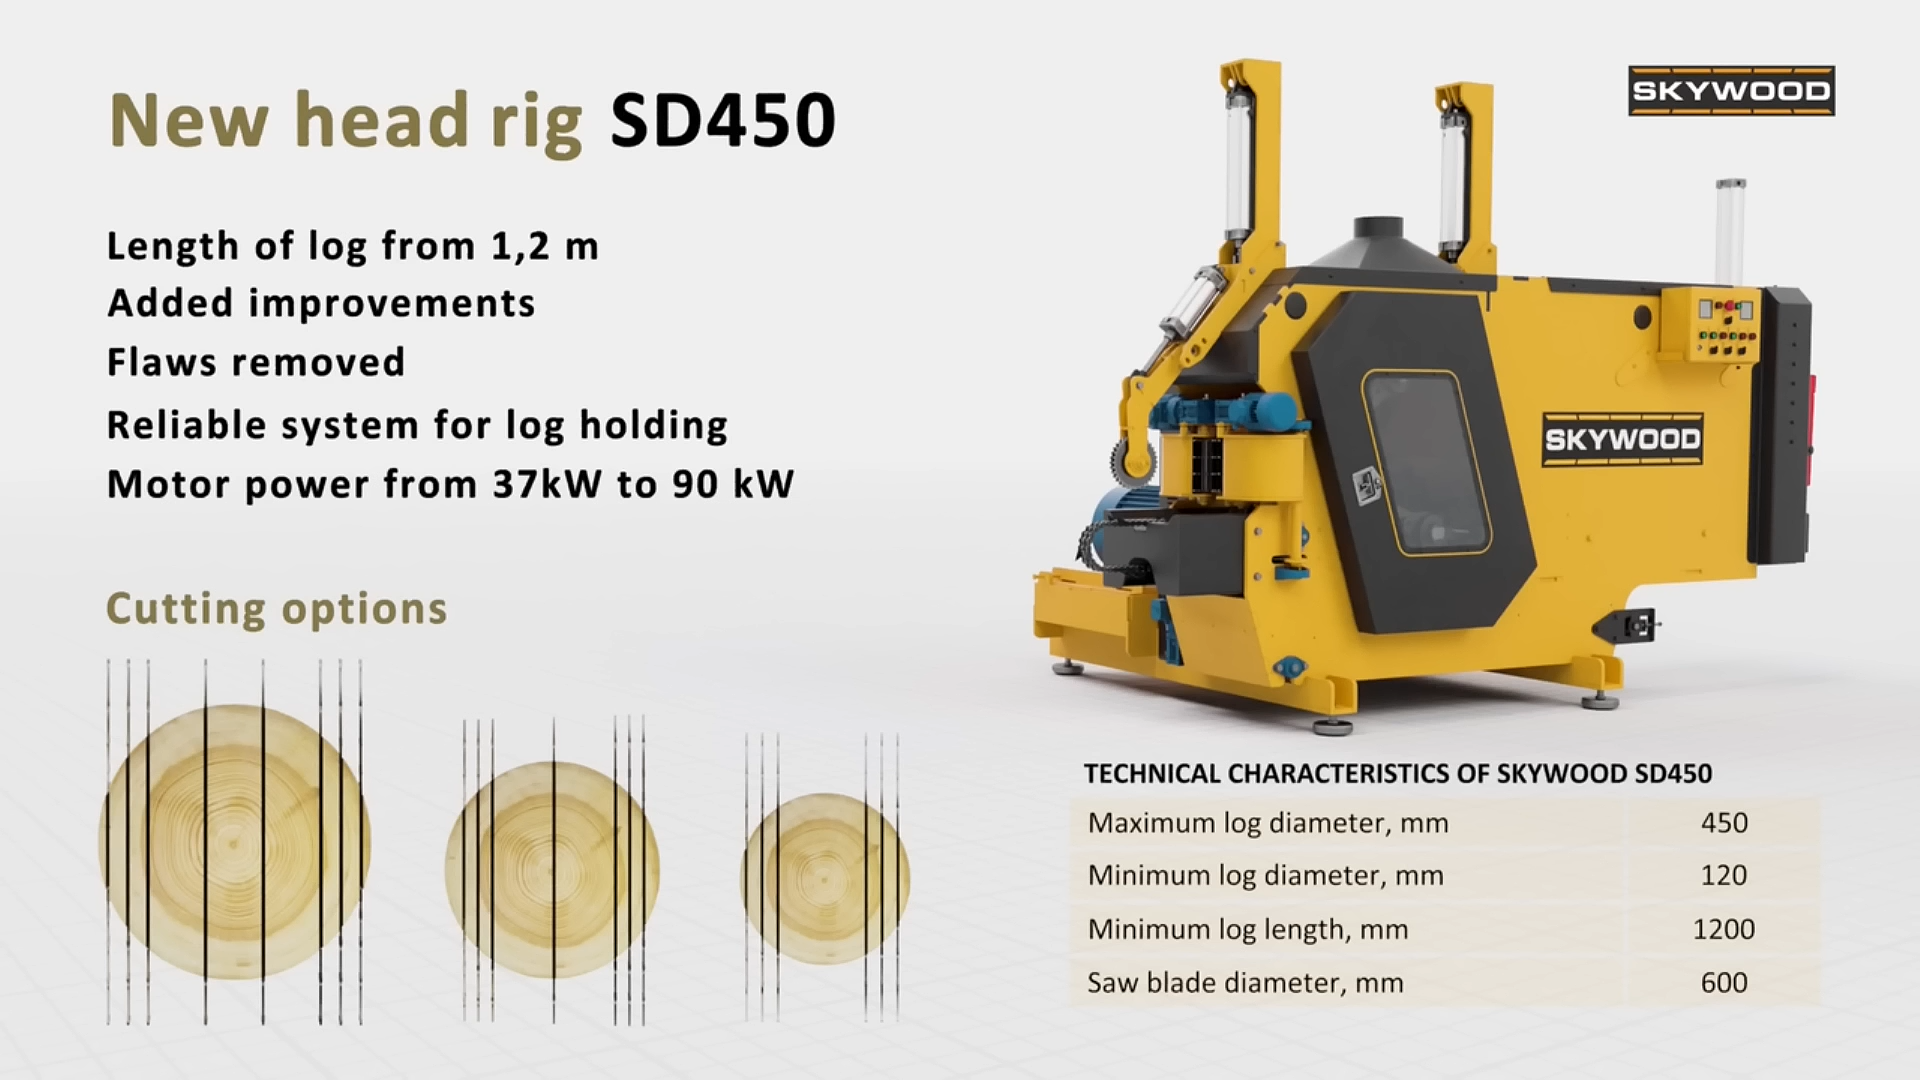 New head rig SD450
SKYWOOD
Length of log from 1,2 m
Added improvements
Flaws removed
Reliable system for log holding
Motor power from 37kW to 90 kW
SKYWOOD
Cutting options
TECHNICAL CHARACTERISTICS OF SKYWOOD SD450
Maximum log diameter, mm 450
Minimum log diameter, mm 120
Minimum log length, mm 1200
Saw blade diameter, mm 600